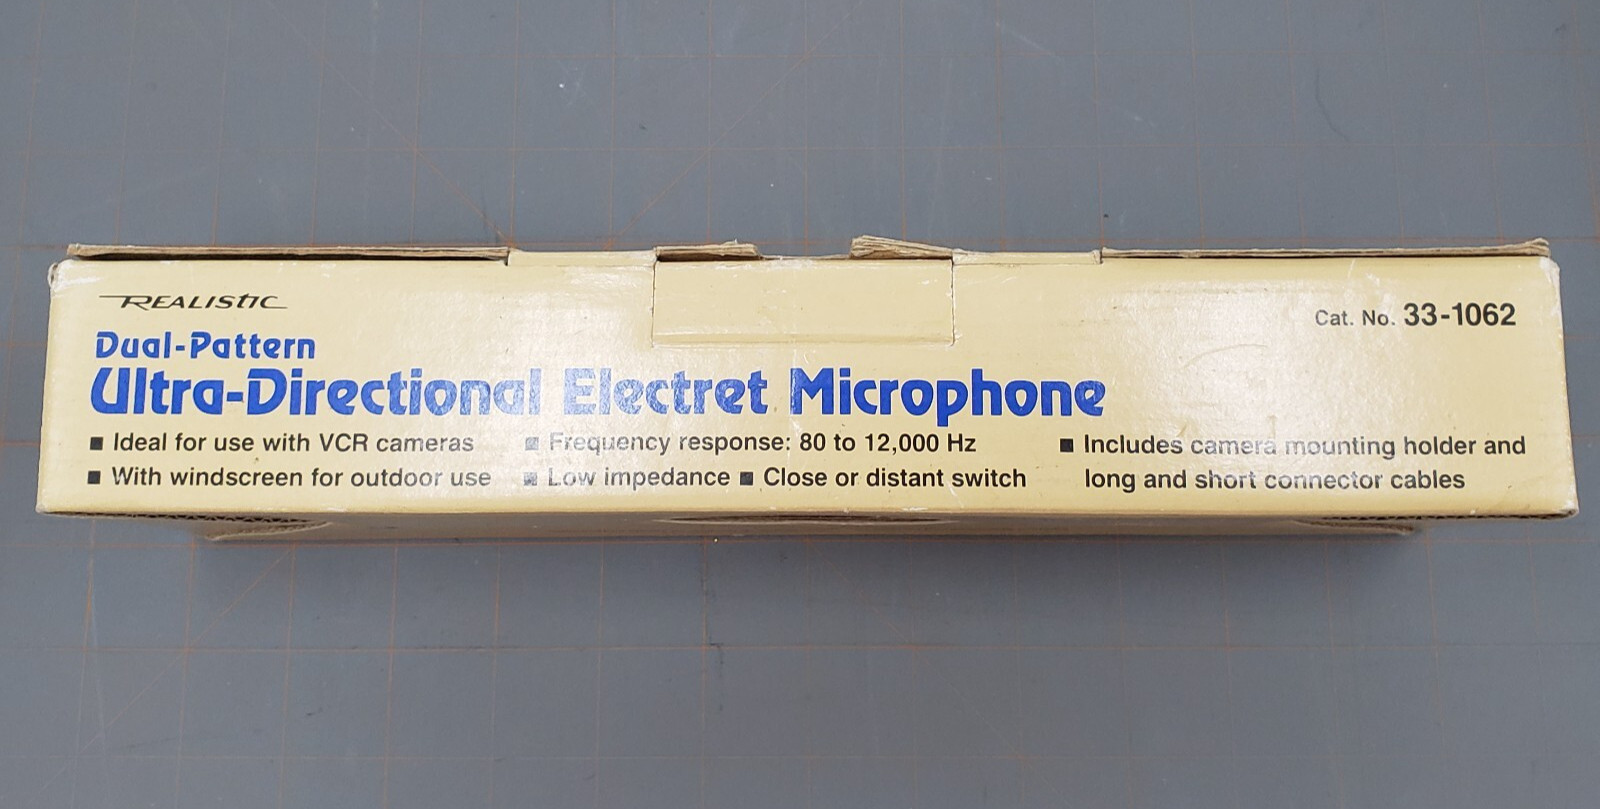 REALISTIC
Cat. No. 33-1062
Dual-Pattern
Ultra-Directional Electret Microphone
■ Ideal for use with VCR cameras
■ With windscreen for outdoor use
■ Frequency response: 80 to 12,000 Hz
■ Low impedance ■ Close or distant switch
■ Includes camera mounting holder and
long and short connector cables